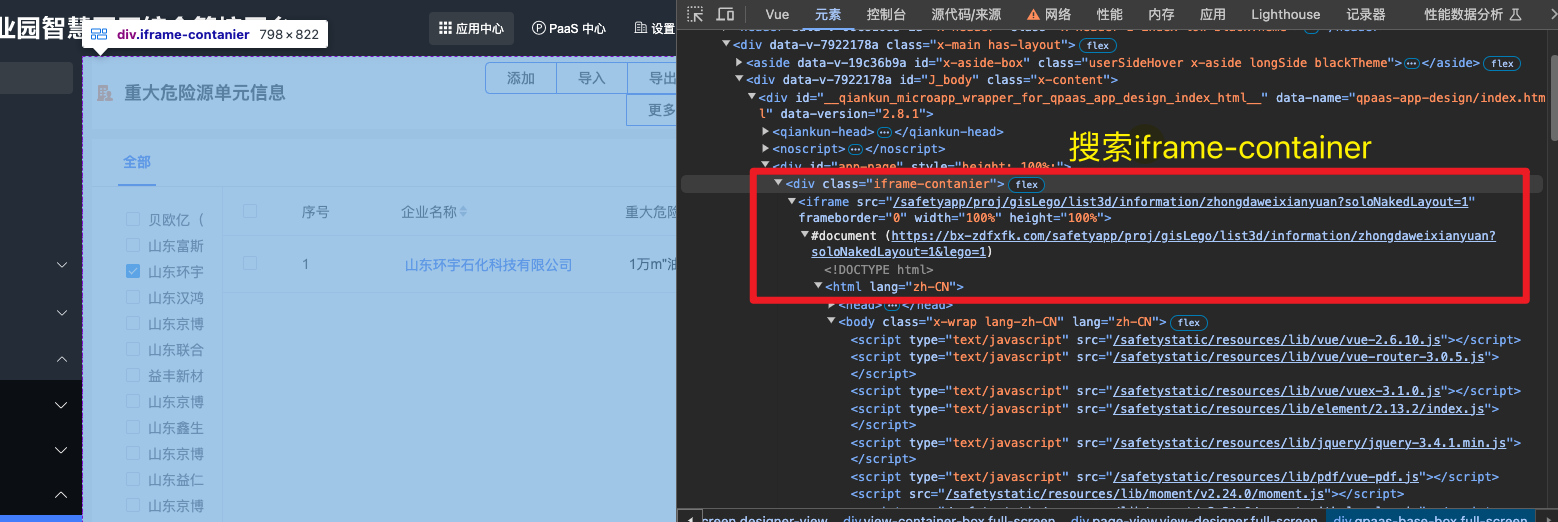 div.iframe-contanier 798 × 822
应用中心
PaaS 中心
设置
重大危险源单元信息
添加
导入
导出
更多
全部
序号
企业名称
重大危险
1
山东环宇石化科技有限公司
1万m"油
贝欧亿（
山东富斯
山东环宇
山东汉鸿
山东京博
山东联合
益丰新材
山东京博
山东鑫生
山东京博
山东益仁
山东京博
Vue
元素
控制台
源代码/来源
网络
性能
内存
应用
Lighthouse
记录器
性能数据分析
<div data-v-7922178a class="x-main has-layout"> flex
<aside data-v-19c36b9a id="x-aside-box" class="userSideHover x-aside longSide blackTheme">…</aside> flex
<div data-v-7922178a id="J_body" class="x-content">
<div id="__qiankun_microapp_wrapper_for_qpaas_app_design_index_html__" data-name="qpaas-app-design/index.htm
l" data-version="2.8.1">
<qiankun-head>…</qiankun-head>
<noscript>…</noscript>
<div id="app-page" style="height: 100%;">
搜索iframe-container
<div class="iframe-contanier"> flex
<iframe src="/safetyapp/proj/gisLego/list3d/information/zhongdaweixianyuan?soloNakedLayout=1"
frameborder="0" width="100%" height="100%">
#document (https://bx-zdfxfk.com/safetyapp/proj/gisLego/list3d/information/zhongdaweixianyuan?
soloNakedLayout=1&lego=1)
<!DOCTYPE html>
<html lang="zh-CN">
<head>…</head>
<body class="x-wrap lang-zh-CN" lang="zh-CN"> flex
<script type="text/javascript" src="/safetystatic/resources/lib/vue/vue-2.6.10.js"></script>
<script type="text/javascript" src="/safetystatic/resources/lib/vue/vue-router-3.0.5.js">
</script>
<script type="text/javascript" src="/safetystatic/resources/lib/vue/vuex-3.1.0.js"></script>
<script type="text/javascript" src="/safetystatic/resources/lib/element/2.13.2/index.js">
</script>
<script type="text/javascript" src="/safetystatic/resources/lib/jquery/jquery-3.4.1.min.js">
</script>
<script type="text/javascript" src="/safetystatic/resources/lib/pdf/vue-pdf.js"></script>
<script src="/safetystatic/resources/lib/moment/v2.24.0/moment.js"></script>
screen.designer-view
div.view-container-box.full-screen
div.page-view.view-designer.full-screen
div.qpaas-base-box.full-screen